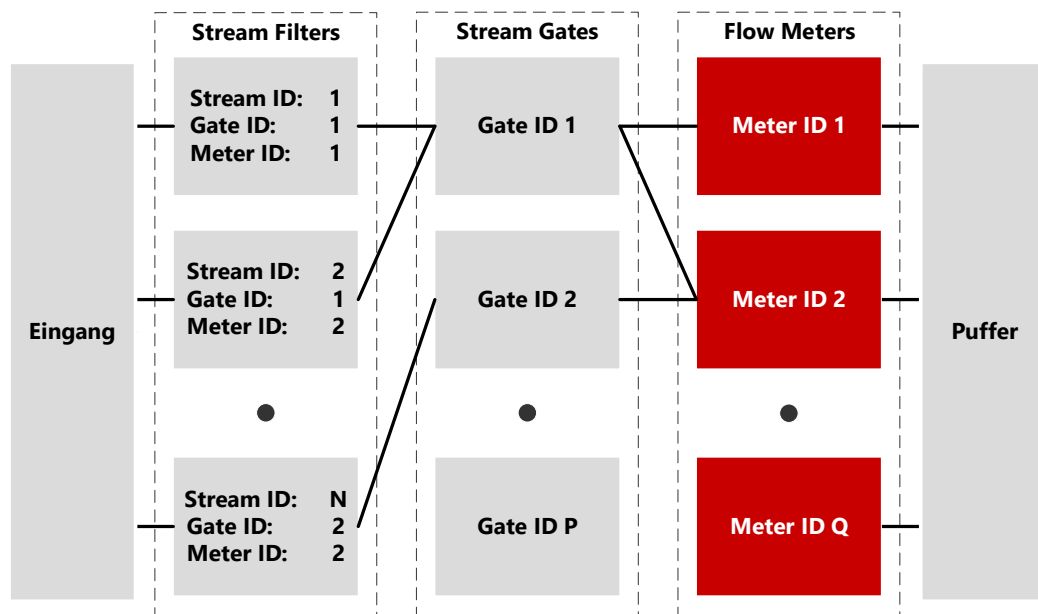 Stream Filters
Stream Gates
Flow Meters
Eingang
Stream ID: 1
Gate ID: 1
Meter ID: 1
Stream ID: 2
Gate ID: 1
Meter ID: 2
Stream ID: N
Gate ID: 2
Meter ID: 2
Gate ID 1
Gate ID 2
Gate ID P
Meter ID 1
Meter ID 2
Meter ID Q
Puffer